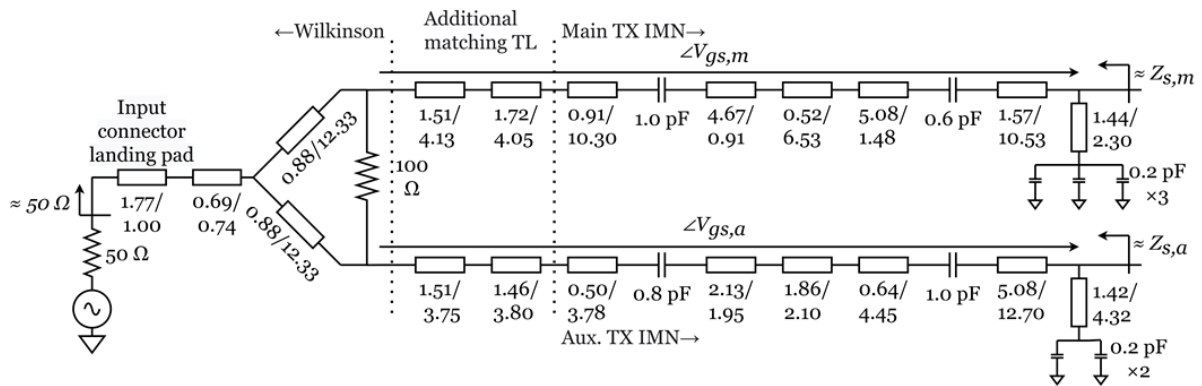 ←Wilkinson
Additional
matching TL
Main TX IMN→
∠Vgs,m
≈ Zs,m
1.51/
4.13
1.72/
4.05
0.91/
10.30
1.0 pF
4.67/
0.91
0.52/
6.53
5.08/
1.48
0.6 pF
1.57/
10.53
1.44/
2.30
0.2 pF
×3
Input
connector
landing pad
0.88/12.33
100
Ω
≈ 50 Ω
1.77/
1.00
0.69/
0.74
0.88/12.33
50 Ω
∠Vgs,a
≈ Zs,a
1.51/
3.75
1.46/
3.80
0.50/
3.78
0.8 pF
2.13/
1.95
1.86/
2.10
0.64/
4.45
1.0 pF
5.08/
12.70
1.42/
4.32
0.2 pF
×2
Aux. TX IMN→